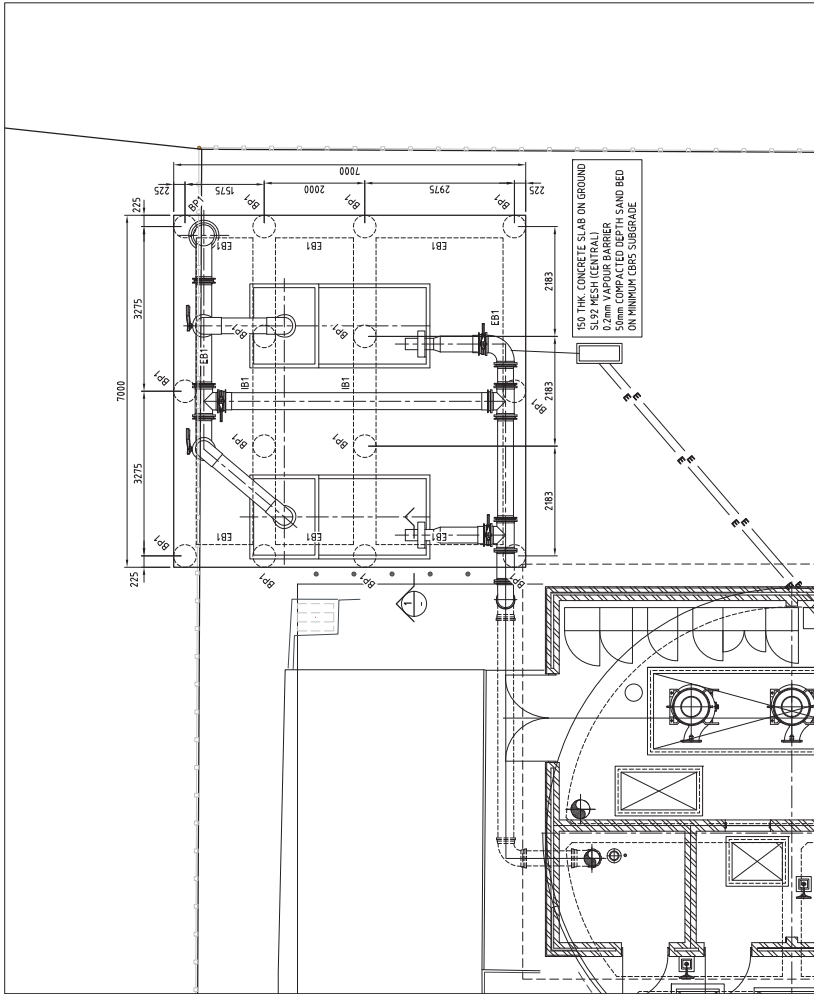 7000
225
1575
2000
2975
225
BP1
BP1
BP1
BP1
225
EB1
EB1
EB1
3275
2183
150 THK. CONCRETE SLAB ON GROUND
SL92 MESH (CENTRAL)
0.2mm VAPOUR BARRIER
50mm COMPACTED DEPTH SAND BED
ON MINIMUM CBR5 SUBGRADE
EB1
BP1
BP1
EB1
BP1
IB1
IB1
7000
2183
BP1
E
E
BP1
BP1
3275
2183
E
E
E
E
EB1
EB1
EB1
BP1
225
BP1
BP1
BP1
E
E
1
-